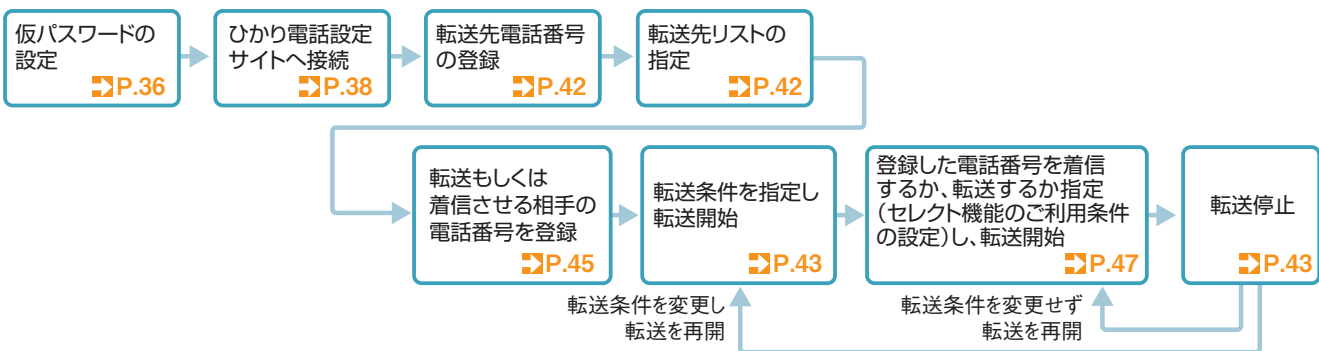 仮パスワードの
設定
P.36
ひかり電話設定
サイトへ接続
P.38
転送先電話番号
の登録
P.42
転送先リストの
指定
P.42
転送もしくは
着信させる相手の
電話番号を登録
P.45
転送条件を指定し
転送開始
P.43
登録した電話番号を着信
するか、転送するか指定
（セレクト機能のご利用条件
の設定）し、転送開始
P.47
転送停止
P.43
転送条件を変更し
転送を再開
転送条件を変更せず
転送を再開